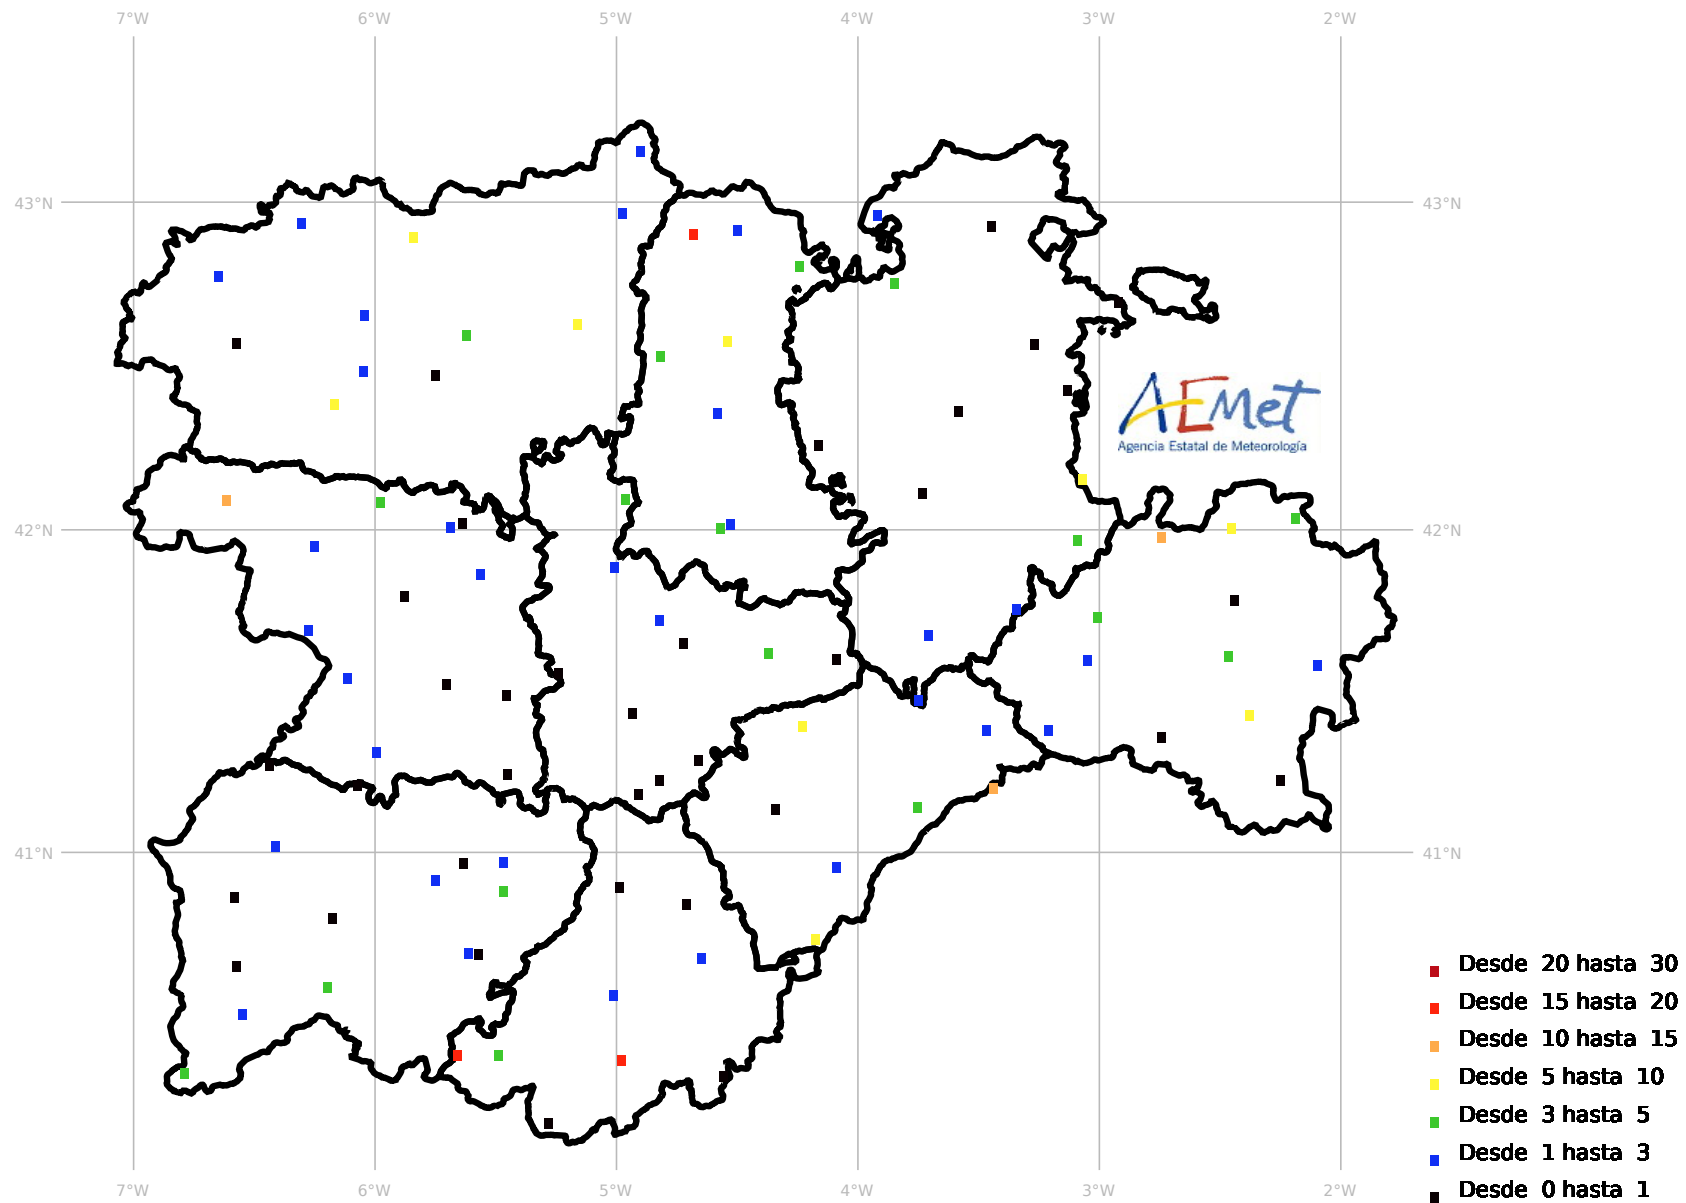 7°W 6°W 5°W 4°W 3°W 2°W
43°N 43°N
AEMet
Agencia Estatal de Meteorología
42°N 42°N
41°N 41°N
Desde 20 hasta 30
Desde 15 hasta 20
Desde 10 hasta 15
Desde 5 hasta 10
Desde 3 hasta 5
Desde 1 hasta 3
Desde 0 hasta 1
7°W 6°W 5°W 4°W 3°W 2°W